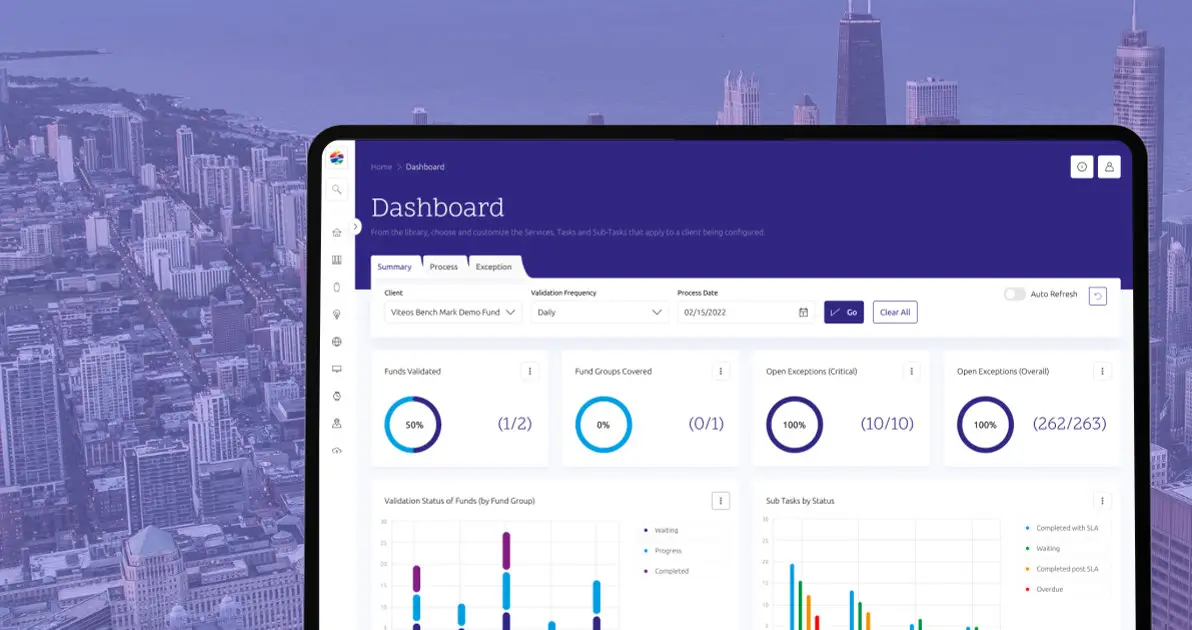 Home > Dashboard
Dashboard
From the library, choose and customize the Services, Tasks and Sub-Tasks that apply to a client being configured.
Summary Process Exception
Client Validation Frequency Process Date
Viteos Bench Mark Demo Fund Daily 02/15/2022 Go Clear All Auto Refresh
Funds Validated Fund Groups Covered Open Exceptions (Critical) Open Exceptions (Overall)
50% (1/2) 0% (0/1) 100% (10/10) 100% (262/263)
Validation Status of Funds (by Fund Group)
30
25
20
15
10
5
Waiting
Progress
Completed
Sub Tasks by Status
30
25
20
15
10
5
Completed with SLA
Waiting
Completed post SLA
Overdue